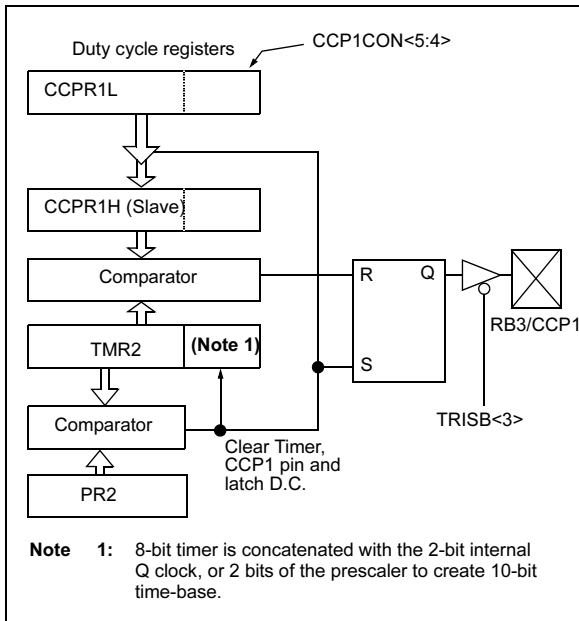 Duty cycle registers
CCP1CON<5:4>
CCPR1L
CCPR1H (Slave)
Comparator
R
Q
RB3/CCP1
TMR2
(Note 1)
S
TRISB<3>
Comparator
Clear Timer,
CCP1 pin and
latch D.C.
PR2
Note 1: 8-bit timer is concatenated with the 2-bit internal
Q clock, or 2 bits of the prescaler to create 10-bit
time-base.